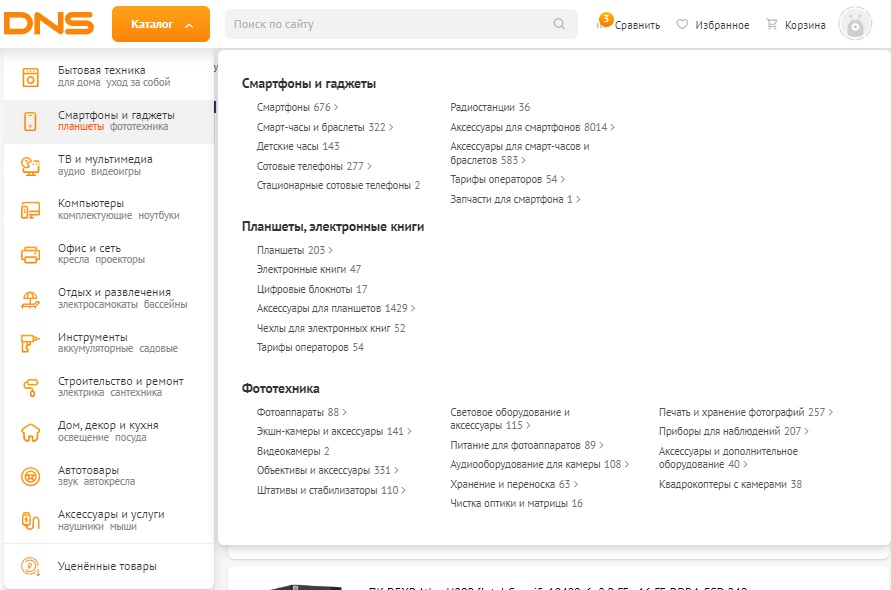 DNS
Каталог
Поиск по сайту
3
Сравнить
Избранное
Корзина
Бытовая техника
для дома уход за собой
Смартфоны и гаджеты
планшеты фототехника
ТВ и мультимедиа
аудио видеоигры
Компьютеры
комплектующие ноутбуки
Офис и сеть
кресла проекторы
Отдых и развлечения
электросамокаты бассейны
Инструменты
аккумуляторные садовые
Строительство и ремонт
электрика сантехника
Дом, декор и кухня
освещение посуда
Автотовары
звук автокресла
Аксессуары и услуги
наушники мыши
Уценённые товары
Смартфоны и гаджеты
Смартфоны 676
Смарт-часы и браслеты 322
Детские часы 143
Сотовые телефоны 277
Стационарные сотовые телефоны 2
Радиостанции 36
Аксессуары для смартфонов 8014
Аксессуары для смарт-часов и
браслетов 583
Тарифы операторов 54
Запчасти для смартфона 1
Планшеты, электронные книги
Планшеты 203
Электронные книги 47
Цифровые блокноты 17
Аксессуары для планшетов 1429
Чехлы для электронных книг 52
Тарифы операторов 54
Фототехника
Фотоаппараты 88
Экшн-камеры и аксессуары 141
Видеокамеры 2
Объективы и аксессуары 331
Штативы и стабилизаторы 110
Световое оборудование и
аксессуары 115
Питание для фотоаппаратов 89
Аудиооборудование для камеры 108
Хранение и переноска 63
Чистка оптики и матрицы 16
Печать и хранение фотографий 257
Приборы для наблюдений 207
Аксессуары и дополнительное
оборудование 40
Квадрокоптеры с камерами 38